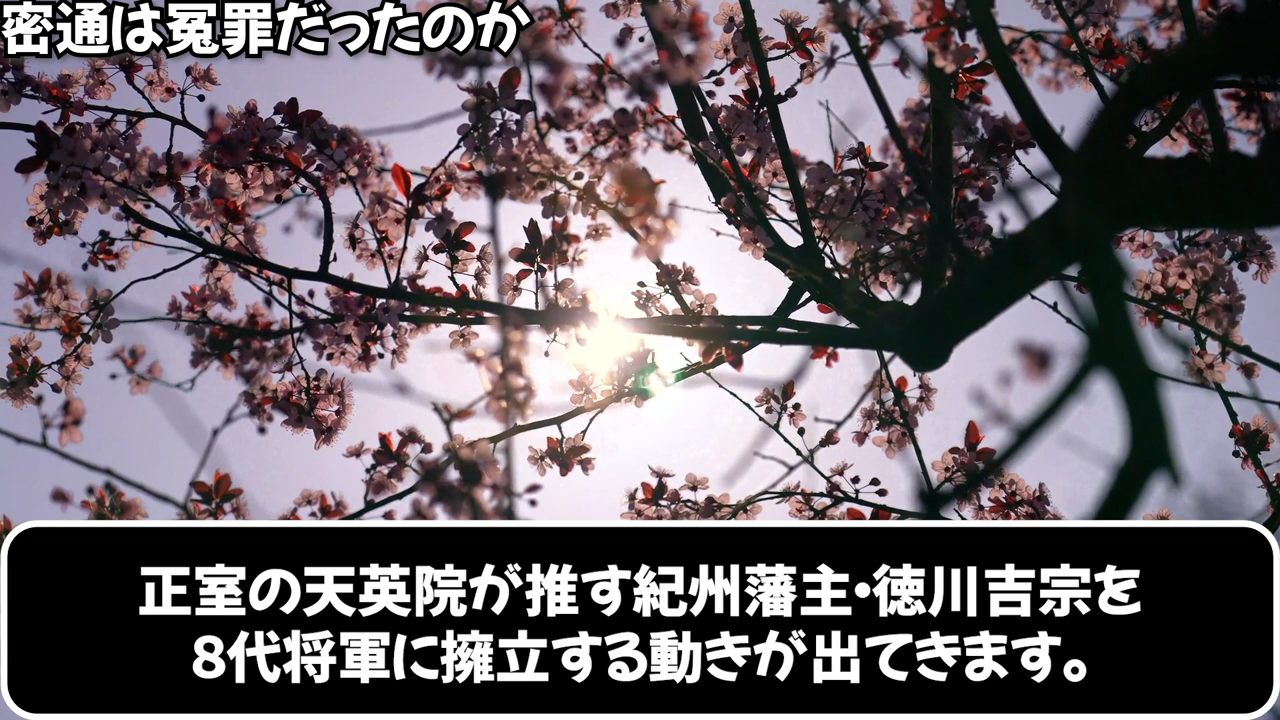 密通は冤罪だったのか
正室の天英院が推す紀州藩主・徳川吉宗を
8代将軍に擁立する動きが出てきます。